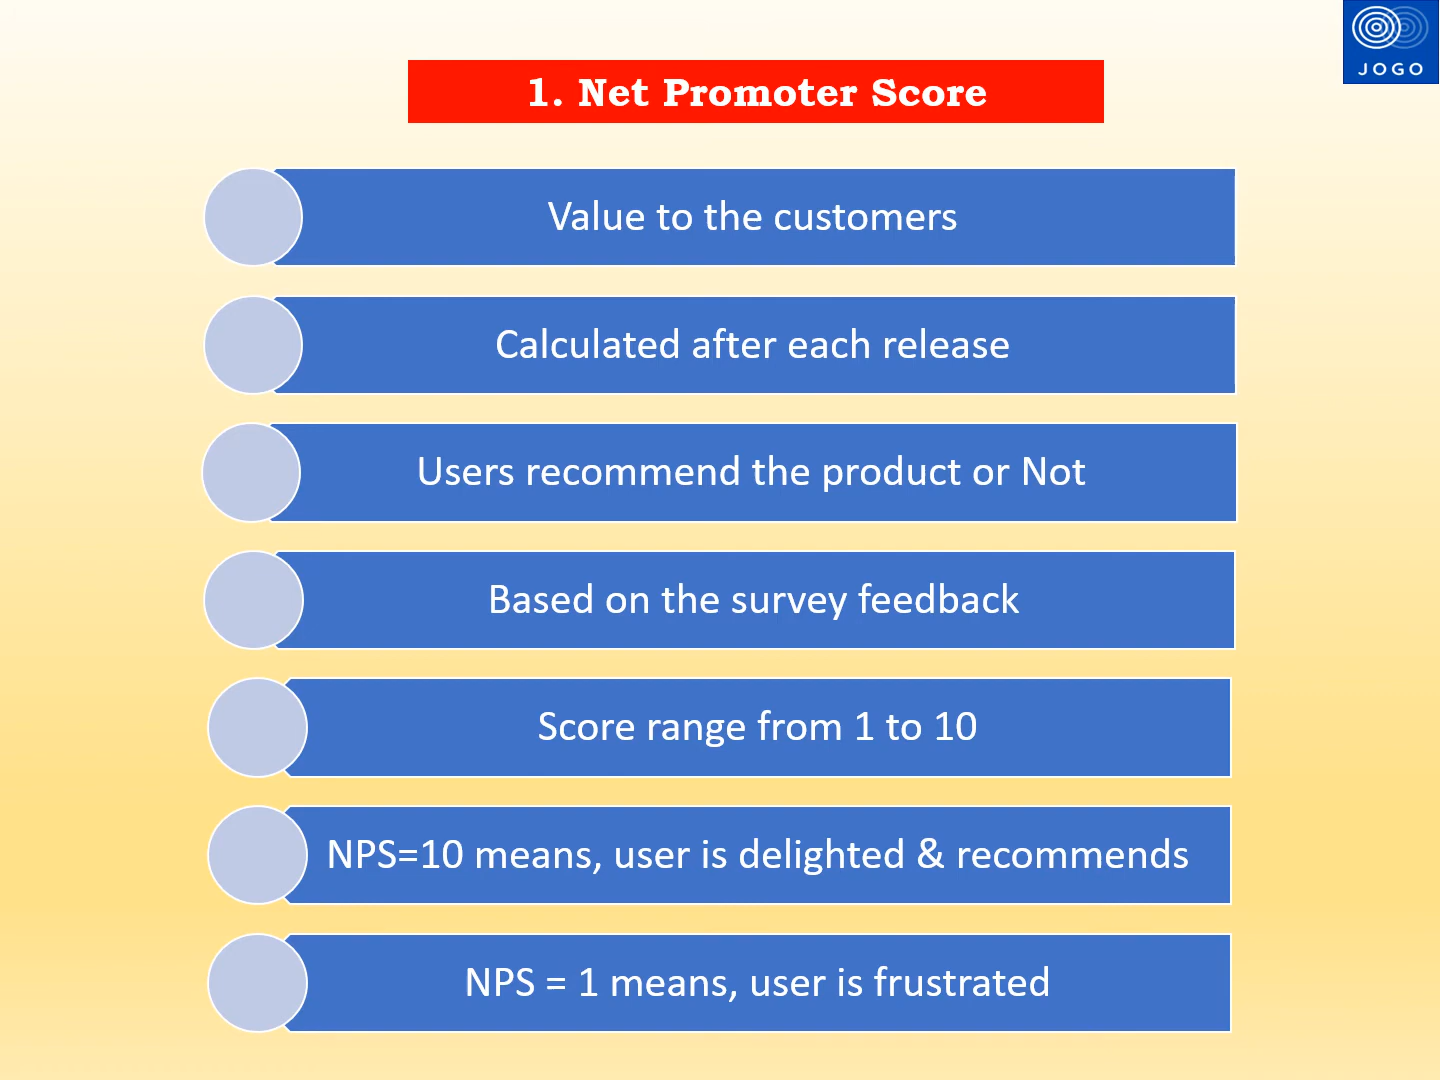 JOGO
1. Net Promoter Score
Value to the customers
Calculated after each release
Users recommend the product or Not
Based on the survey feedback
Score range from 1 to 10
NPS=10 means, user is delighted & recommends
NPS = 1 means, user is frustrated